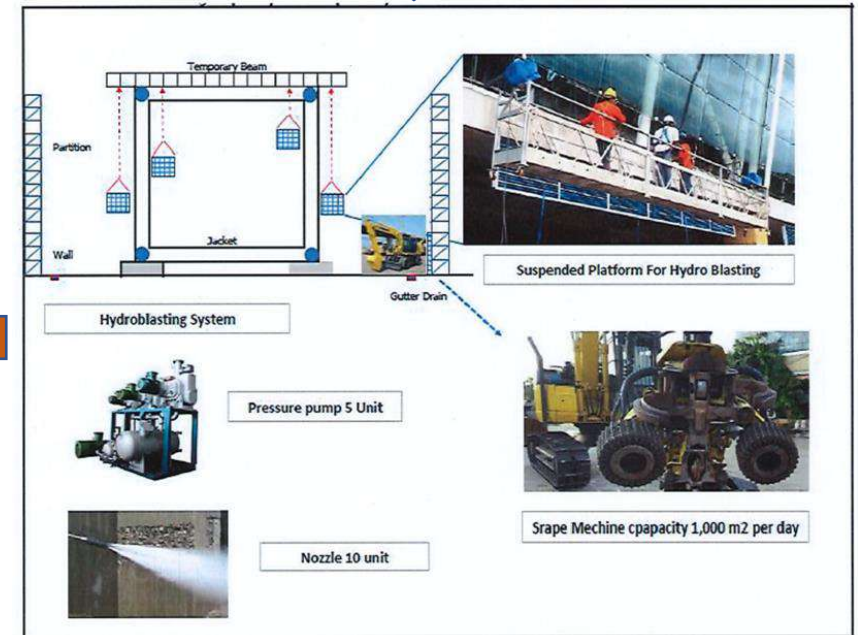 Temporary Beam
Partition
Jacket
Wall
Gutter Drain
Suspended Platform For Hydro Blasting
Hydroblasting System
Pressure pump 5 Unit
Srape Mechine cpapacity 1,000 m2 per day
Nozzle 10 unit